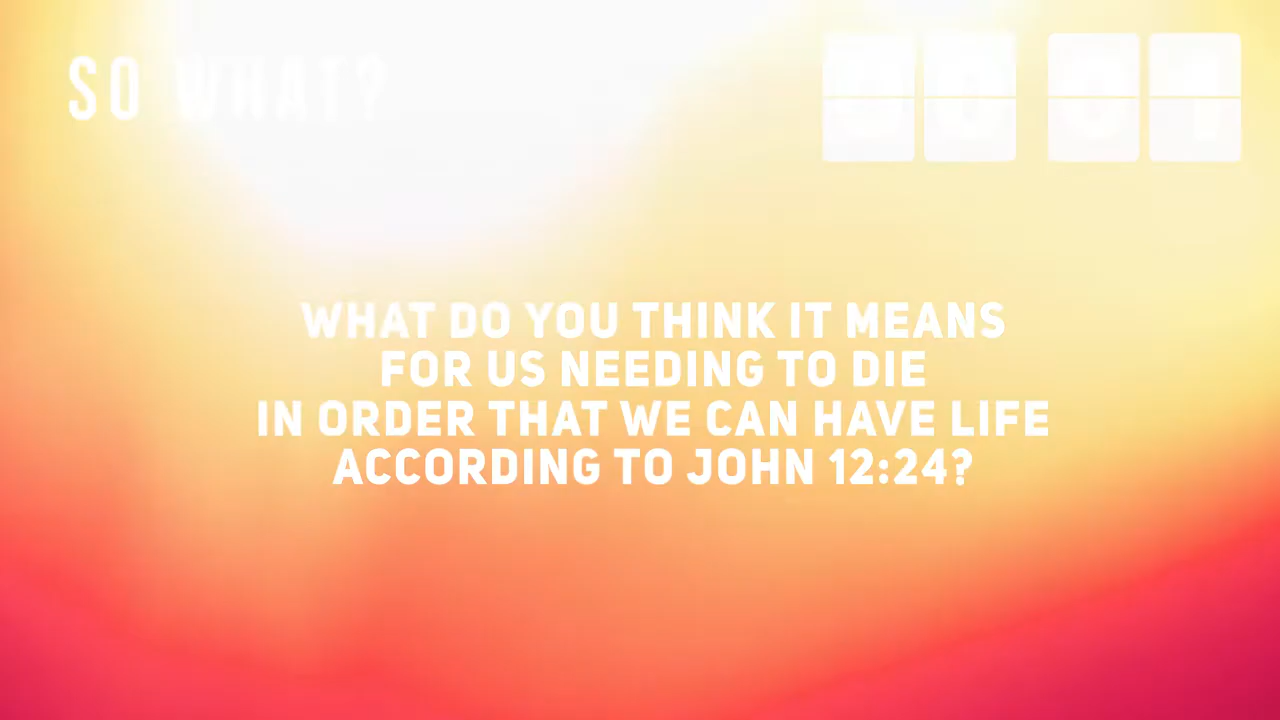 SO WHAT?
WHAT DO YOU THINK IT MEANS
FOR US NEEDING TO DIE
IN ORDER THAT WE CAN HAVE LIFE
ACCORDING TO JOHN 12:24?